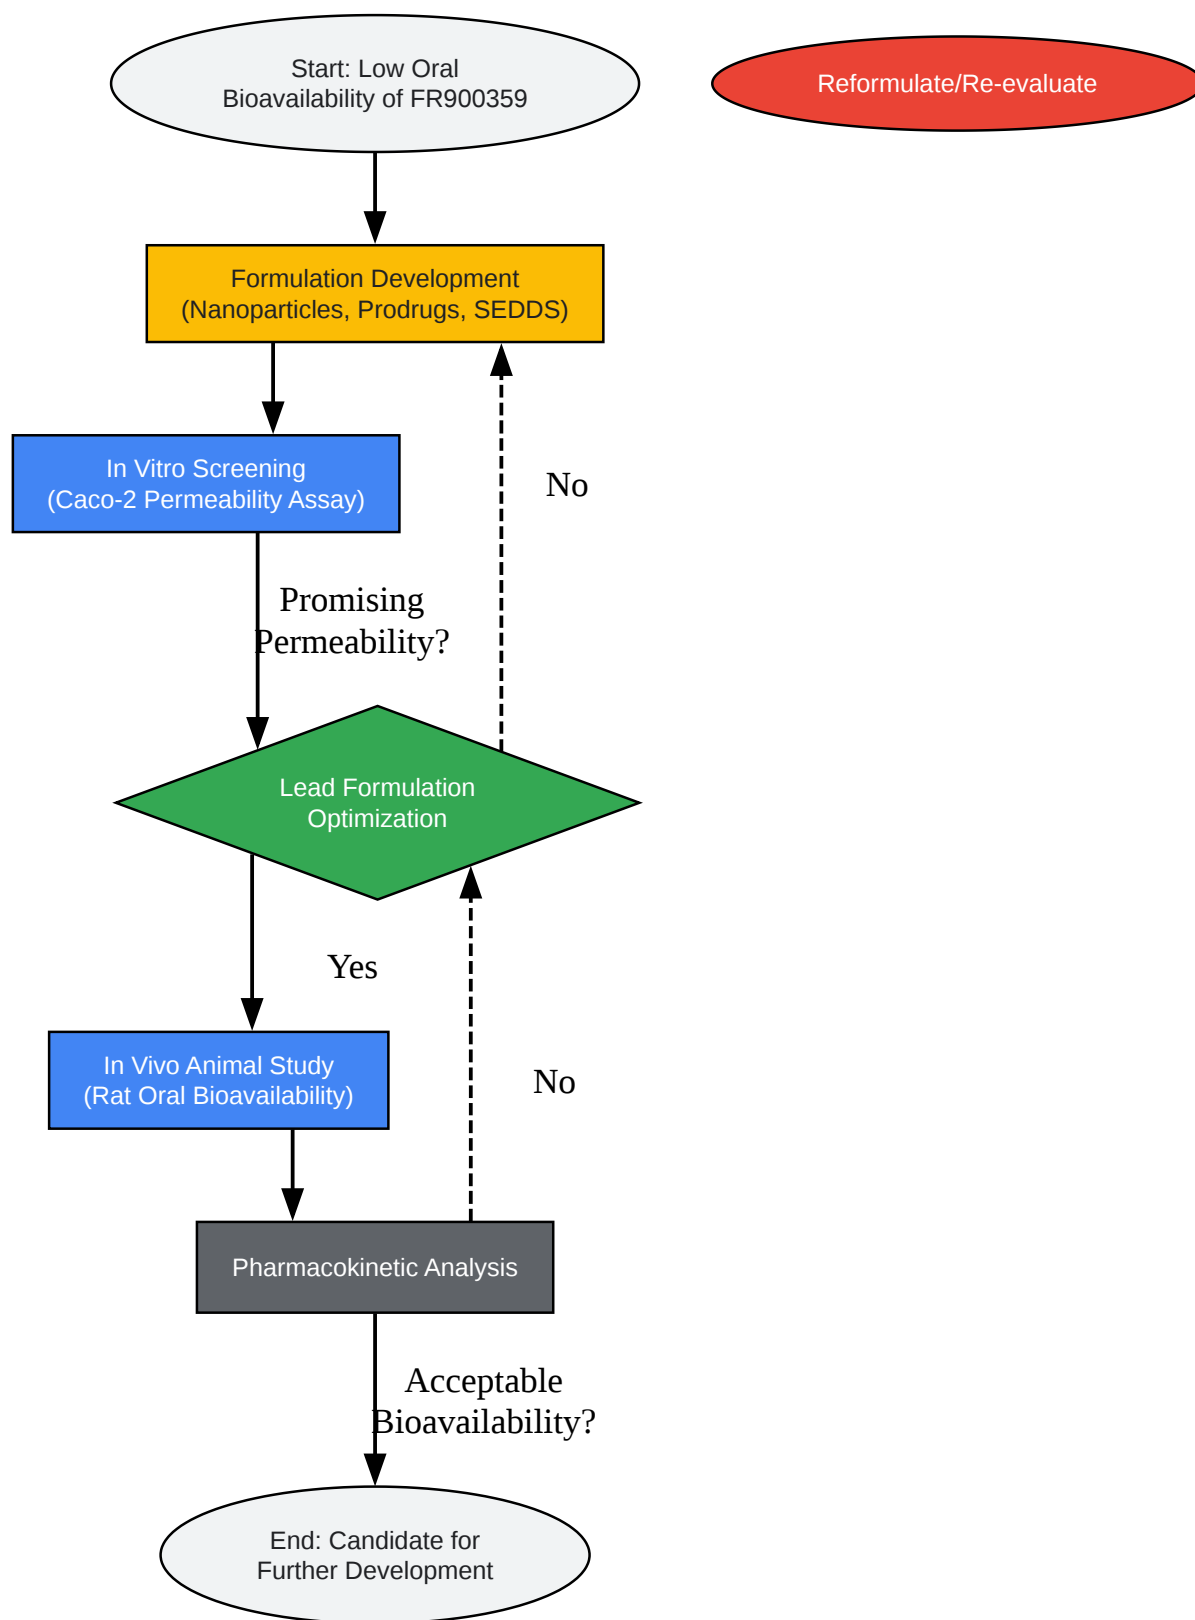 Start: Low Oral
Bioavailability of FR900359
Reformulate/Re-evaluate
Formulation Development
(Nanoparticles, Prodrugs, SEDDS)
In Vitro Screening
(Caco-2 Permeability Assay)
No
Promising
Permeability?
Lead Formulation
Optimization
Yes
In Vivo Animal Study
(Rat Oral Bioavailability)
No
Pharmacokinetic Analysis
Acceptable
Bioavailability?
End: Candidate for
Further Development